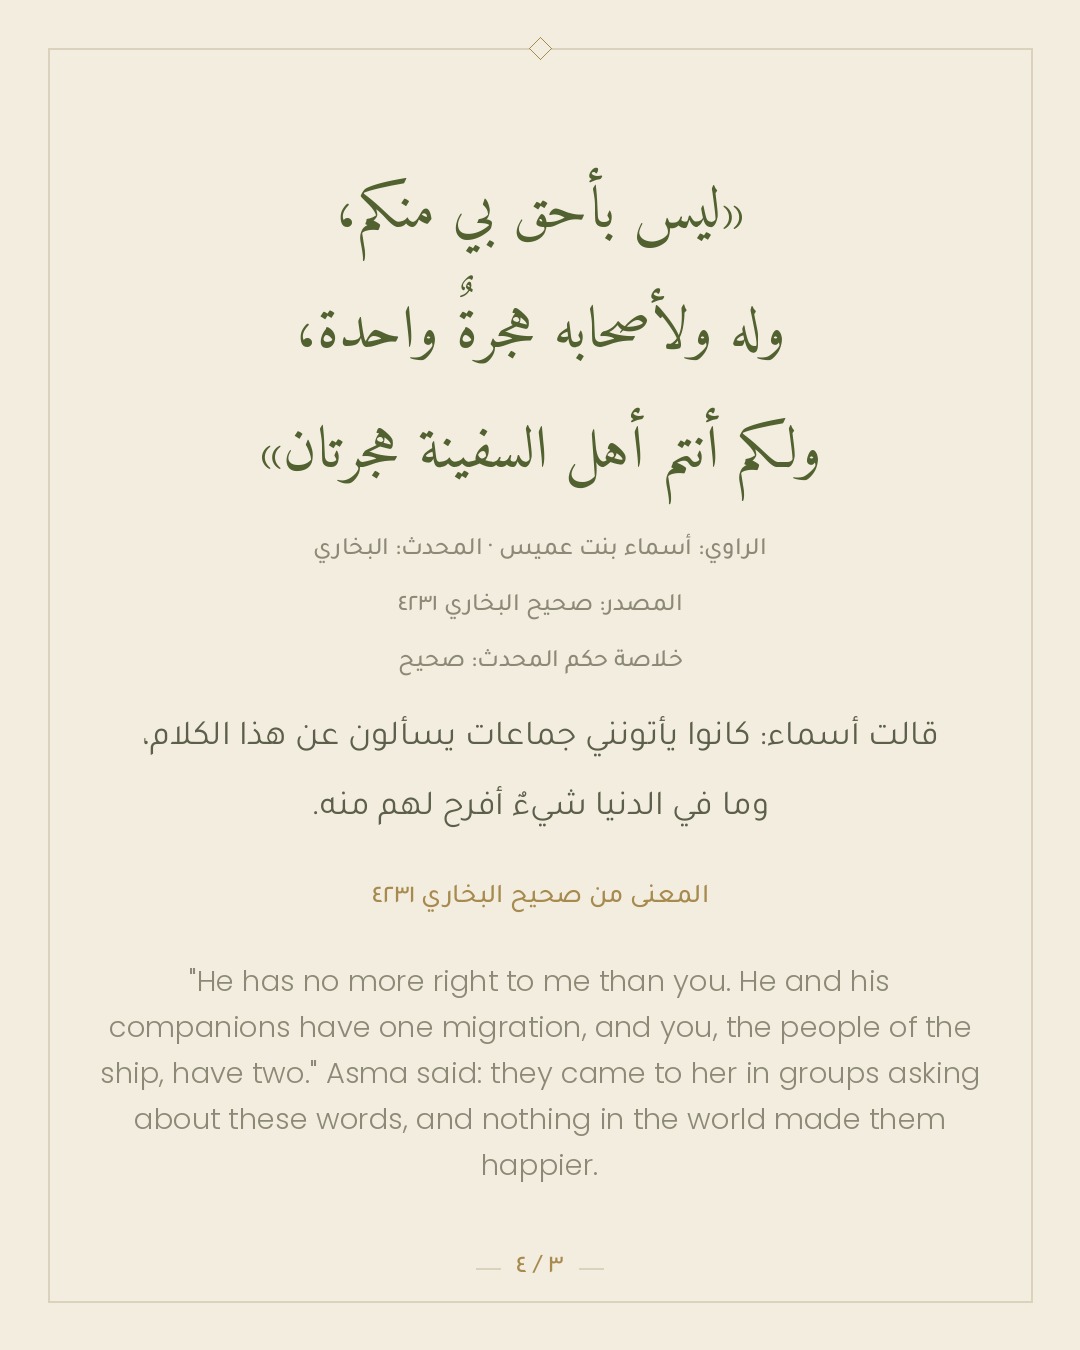 «ليس بأحق بي منكم،
وله ولأصحابه هجرةٌ واحدة،
ولكم أنتم أهل السفينة هجرتان»
الراوي: أسماء بنت عميس · المحدث: البخاري
المصدر: صحيح البخاري ٤٢٣١
خلاصة حكم المحدث: صحيح
قالت أسماء: كانوا يأتونني جماعات يسألون عن هذا الكلام،
وما في الدنيا شيءٌ أفرح لهم منه.
المعنى من صحيح البخاري ٤٢٣١
"He has no more right to me than you. He and his
companions have one migration, and you, the people of the
ship, have two." Asma said: they came to her in groups asking
about these words, and nothing in the world made them
happier.
٣ / ٤